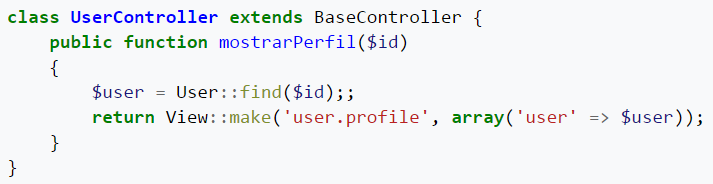 class UserController extends BaseController {
    public function mostrarPerfil($id)
    {
        $user = User::find($id);;
        return View::make('user.profile', array('user' => $user));
    }
}